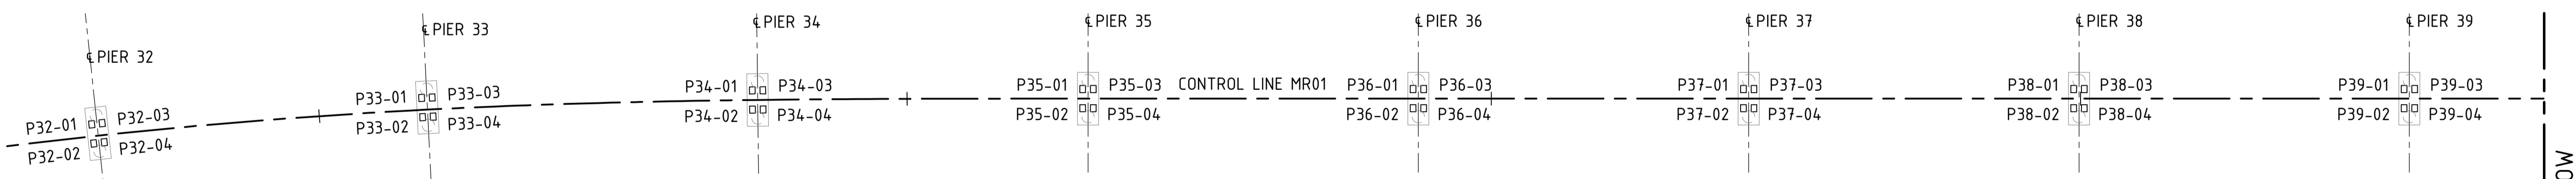 ℄ PIER 32
P32-01 P32-03
P32-02 P32-04
℄ PIER 33
P33-01 P33-03
P33-02 P33-04
℄ PIER 34
P34-01 P34-03
P34-02 P34-04
℄ PIER 35
P35-01 P35-03
P35-02 P35-04
CONTROL LINE MR01
℄ PIER 36
P36-01 P36-03
P36-02 P36-04
℄ PIER 37
P37-01 P37-03
P37-02 P37-04
℄ PIER 38
P38-01 P38-03
P38-02 P38-04
℄ PIER 39
P39-01 P39-03
P39-02 P39-04